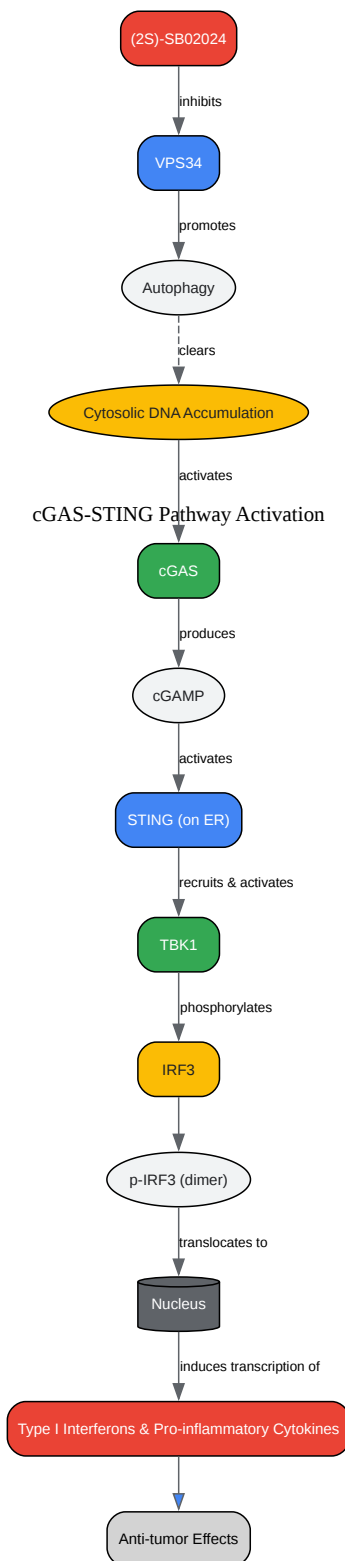 (2S)-SB02024
inhibits
VPS34
promotes
Autophagy
clears
Cytosolic DNA Accumulation
activates
cGAS-STING Pathway Activation
cGAS
produces
cGAMP
activates
STING (on ER)
recruits & activates
TBK1
phosphorylates
IRF3
p-IRF3 (dimer)
translocates to
Nucleus
induces transcription of
Type I Interferons & Pro-inflammatory Cytokines
Anti-tumor Effects